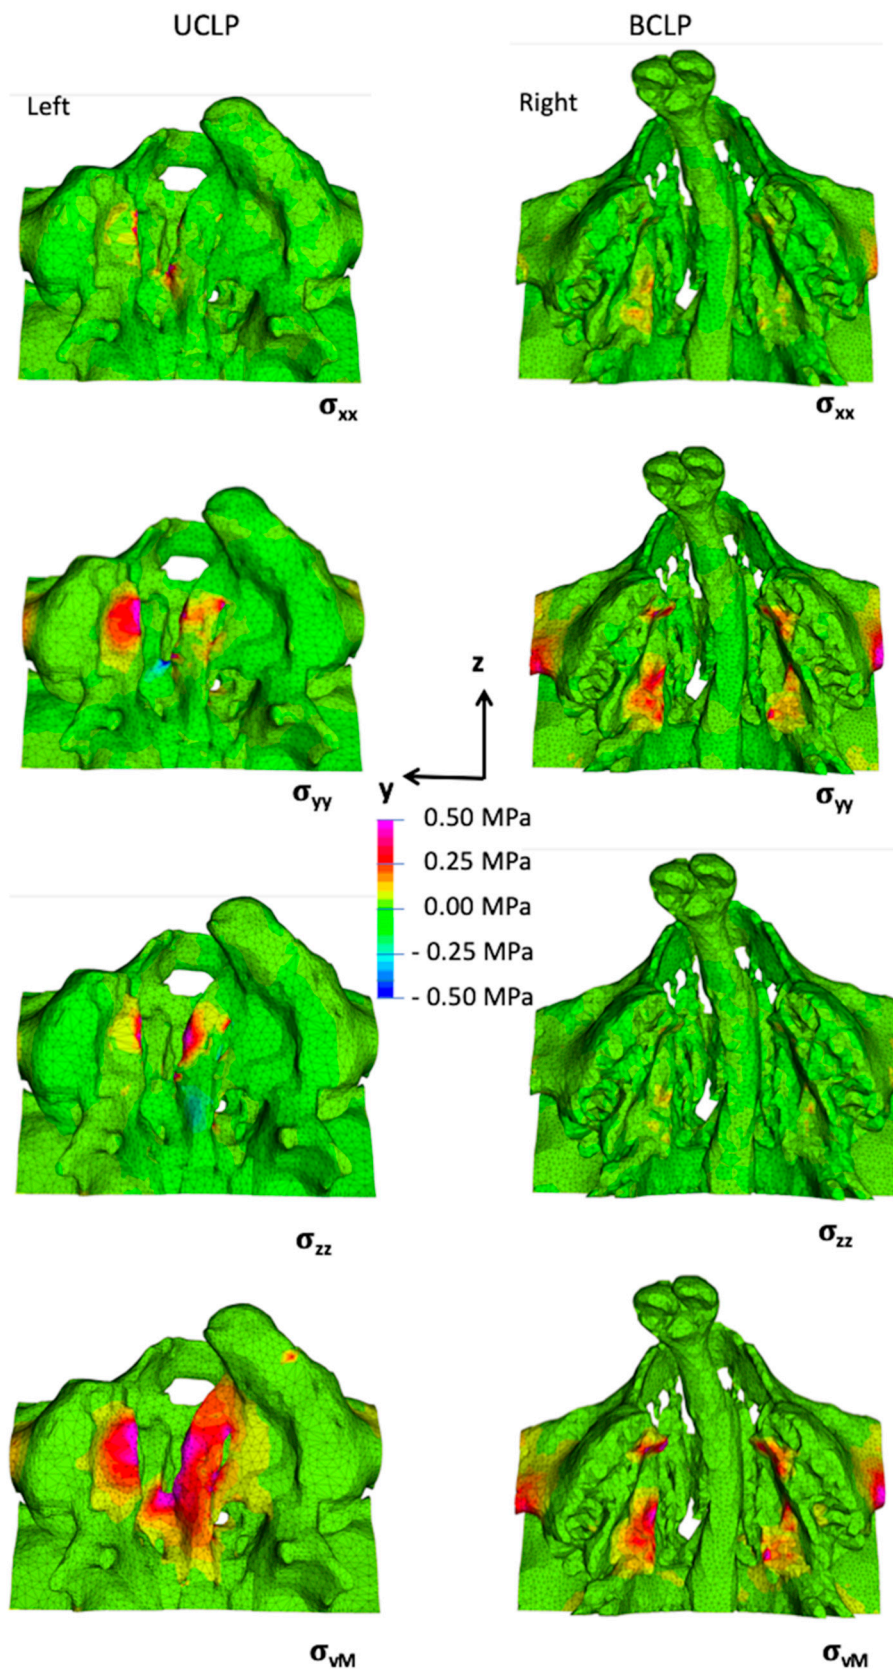 UCLP
BCLP
Left
Right
σxx
σxx
z
y
σyy
σyy
0.50 MPa
0.25 MPa
0.00 MPa
- 0.25 MPa
- 0.50 MPa
σzz
σzz
σvM
σvM